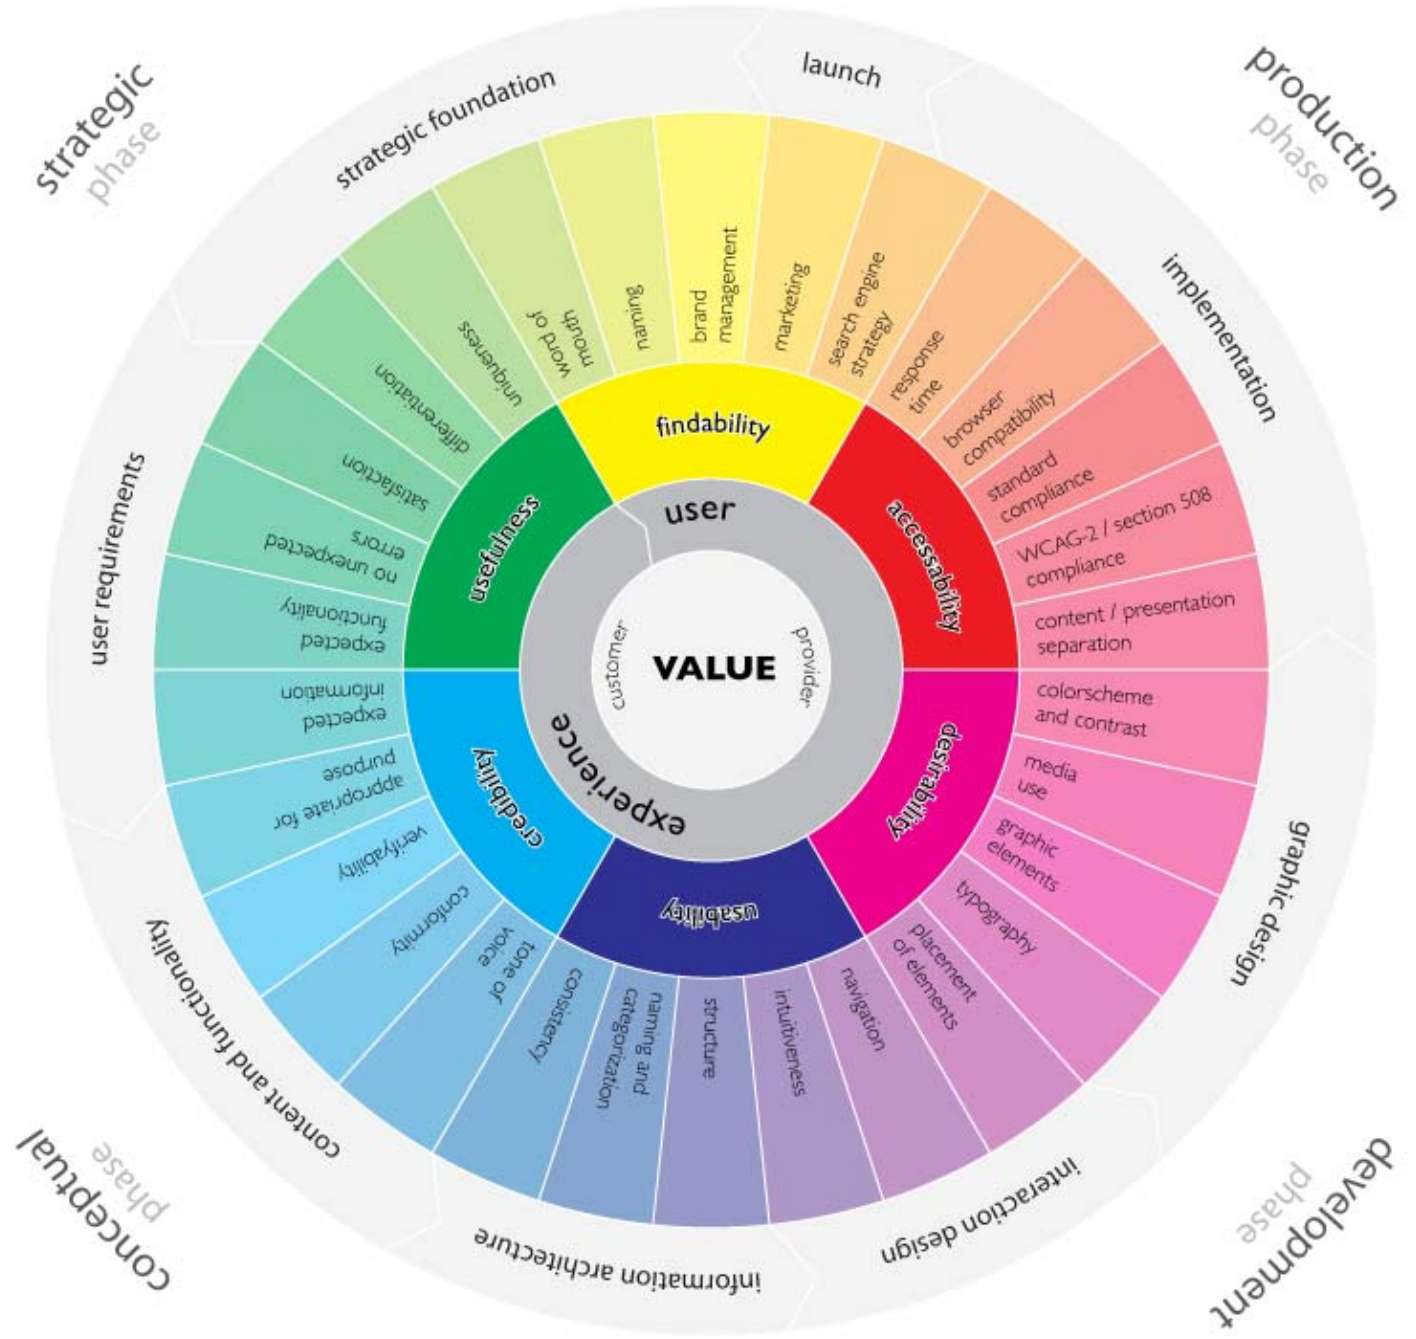 strategic
phase
production
phase
conceptual
phase
development
phase
strategic foundation
launch
implementation
graphic design
interaction design
information architecture
content and functionality
user requirements
naming
brand
management
marketing
search engine
strategy
response
time
browser
compatibility
standard
compliance
WCAG-2 / section 508
compliance
content / presentation
separation
colorscheme
and contrast
media
use
graphic
elements
typography
placement
of elements
navigation
intuitiveness
structure
naming and
categorization
consistency
tone of
voice
conformity
verifyability
appropriate for
purpose
expected
information
expected
functionality
no unexpected
errors
satisfaction
differentiation
uniqueness
word of
mouth
findability
accessability
desirability
usability
credibility
usefulness
user
experience
customer
VALUE
provider